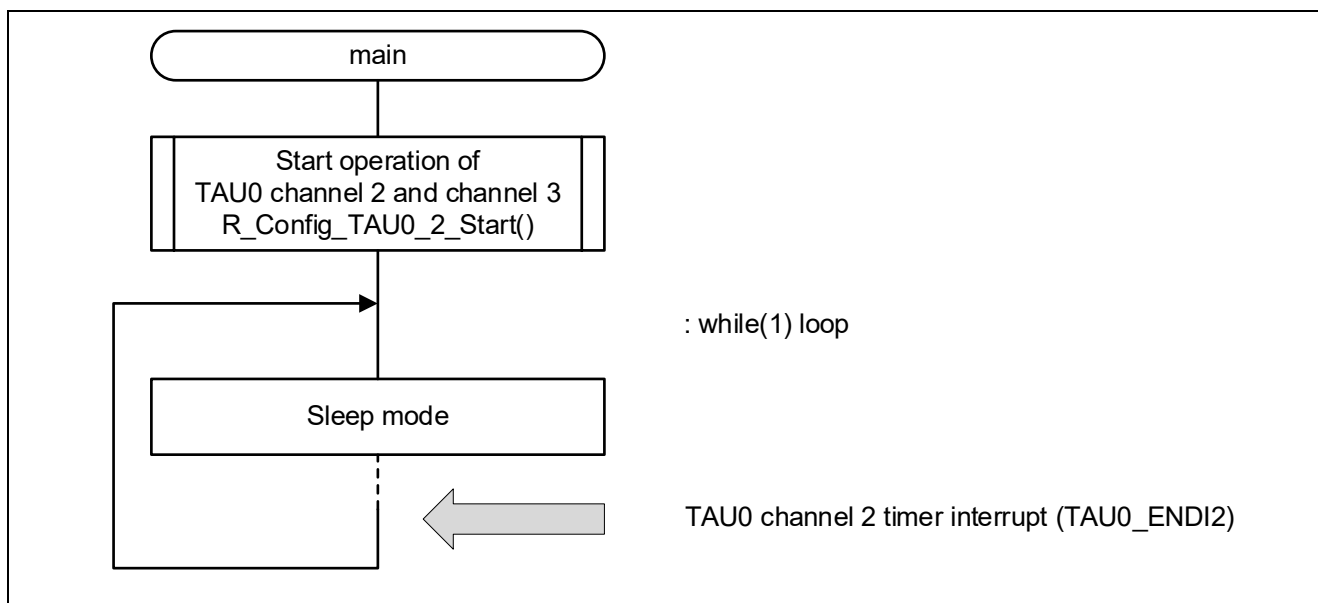 main
Start operation of
TAU0 channel 2 and channel 3
R_Config_TAU0_2_Start()
: while(1) loop
Sleep mode
TAU0 channel 2 timer interrupt (TAU0_ENDI2)